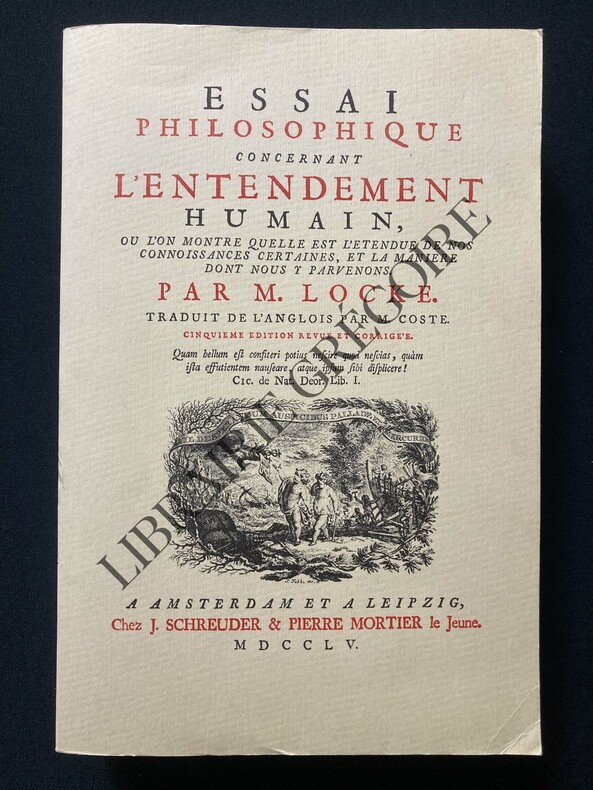 ESSAI
PHILOSOPHIQUE
CONCERNANT
L'ENTENDEMENT
HUMAIN,
OU L'ON MONTRE QUELLE EST L'ETENDUE DE NOS
CONNOISSANCES CERTAINES, ET LA MANIERE
DONT NOUS Y PARVENONS.
PAR M. LOCKE.
TRADUIT DE L'ANGLOIS PAR M. COSTE.
CINQUIEME EDITION REVUE ET CORRIGE'E.
Quam bellum eſt confiteri potius neſcire quod neſcias, quàm
iſta effutientem nauſeare, atque ipſum ſibi diſplicere!
CIC. de Nat. Deor. Lib. I.
AUSPICIBUS PALLADE
A AMSTERDAM ET A LEIPZIG,
Chez J. SCHREUDER & PIERRE MORTIER le Jeune.
MDCCLV.
LIBRAIRIE GRÉGOIRE